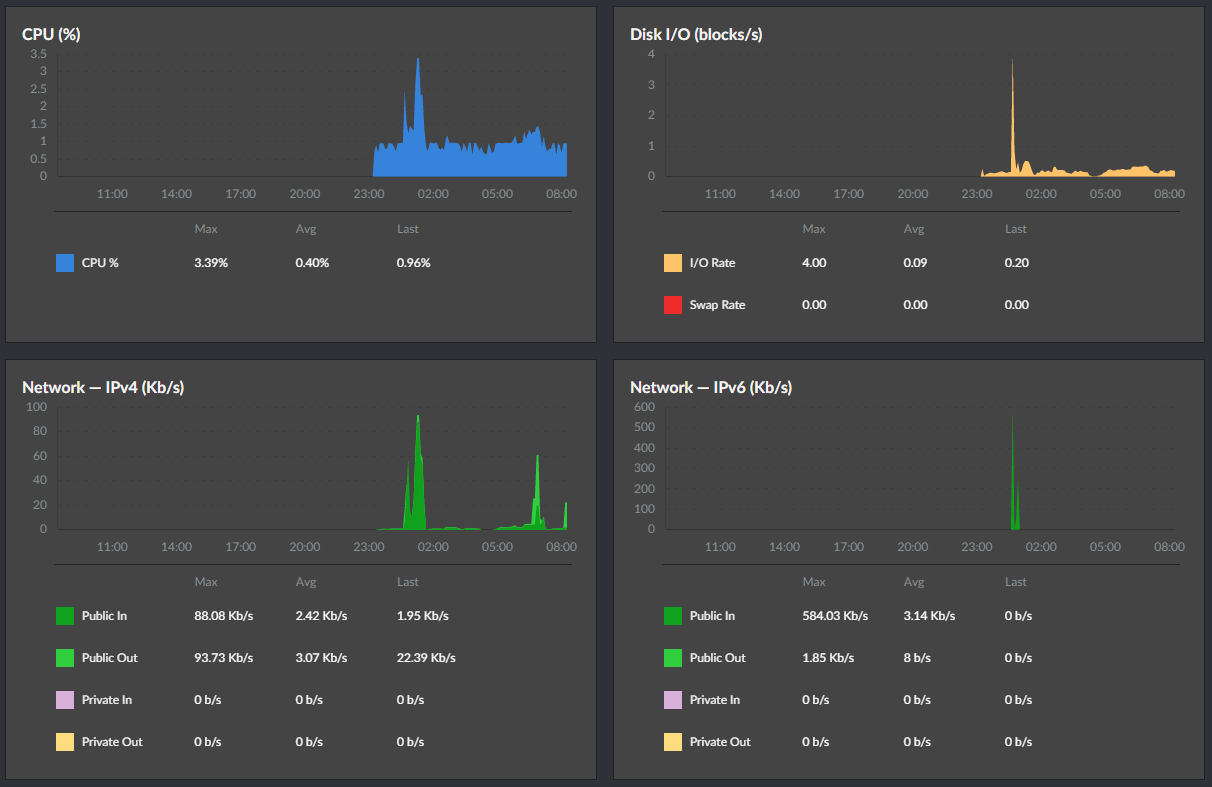 CPU (%)
3.5
3
2.5
2
1.5
1
0.5
0
11:00 14:00 17:00 20:00 23:00 02:00 05:00 08:00
Max Avg Last
CPU % 3.39% 0.40% 0.96%
Disk I/O (blocks/s)
4
3
2
1
0
11:00 14:00 17:00 20:00 23:00 02:00 05:00 08:00
Max Avg Last
I/O Rate 4.00 0.09 0.20
Swap Rate 0.00 0.00 0.00
Network — IPv4 (Kb/s)
100
80
60
40
20
0
11:00 14:00 17:00 20:00 23:00 02:00 05:00 08:00
Max Avg Last
Public In 88.08 Kb/s 2.42 Kb/s 1.95 Kb/s
Public Out 93.73 Kb/s 3.07 Kb/s 22.39 Kb/s
Private In 0 b/s 0 b/s 0 b/s
Private Out 0 b/s 0 b/s 0 b/s
Network — IPv6 (Kb/s)
600
500
400
300
200
100
0
11:00 14:00 17:00 20:00 23:00 02:00 05:00 08:00
Max Avg Last
Public In 584.03 Kb/s 3.14 Kb/s 0 b/s
Public Out 1.85 Kb/s 8 b/s 0 b/s
Private In 0 b/s 0 b/s 0 b/s
Private Out 0 b/s 0 b/s 0 b/s